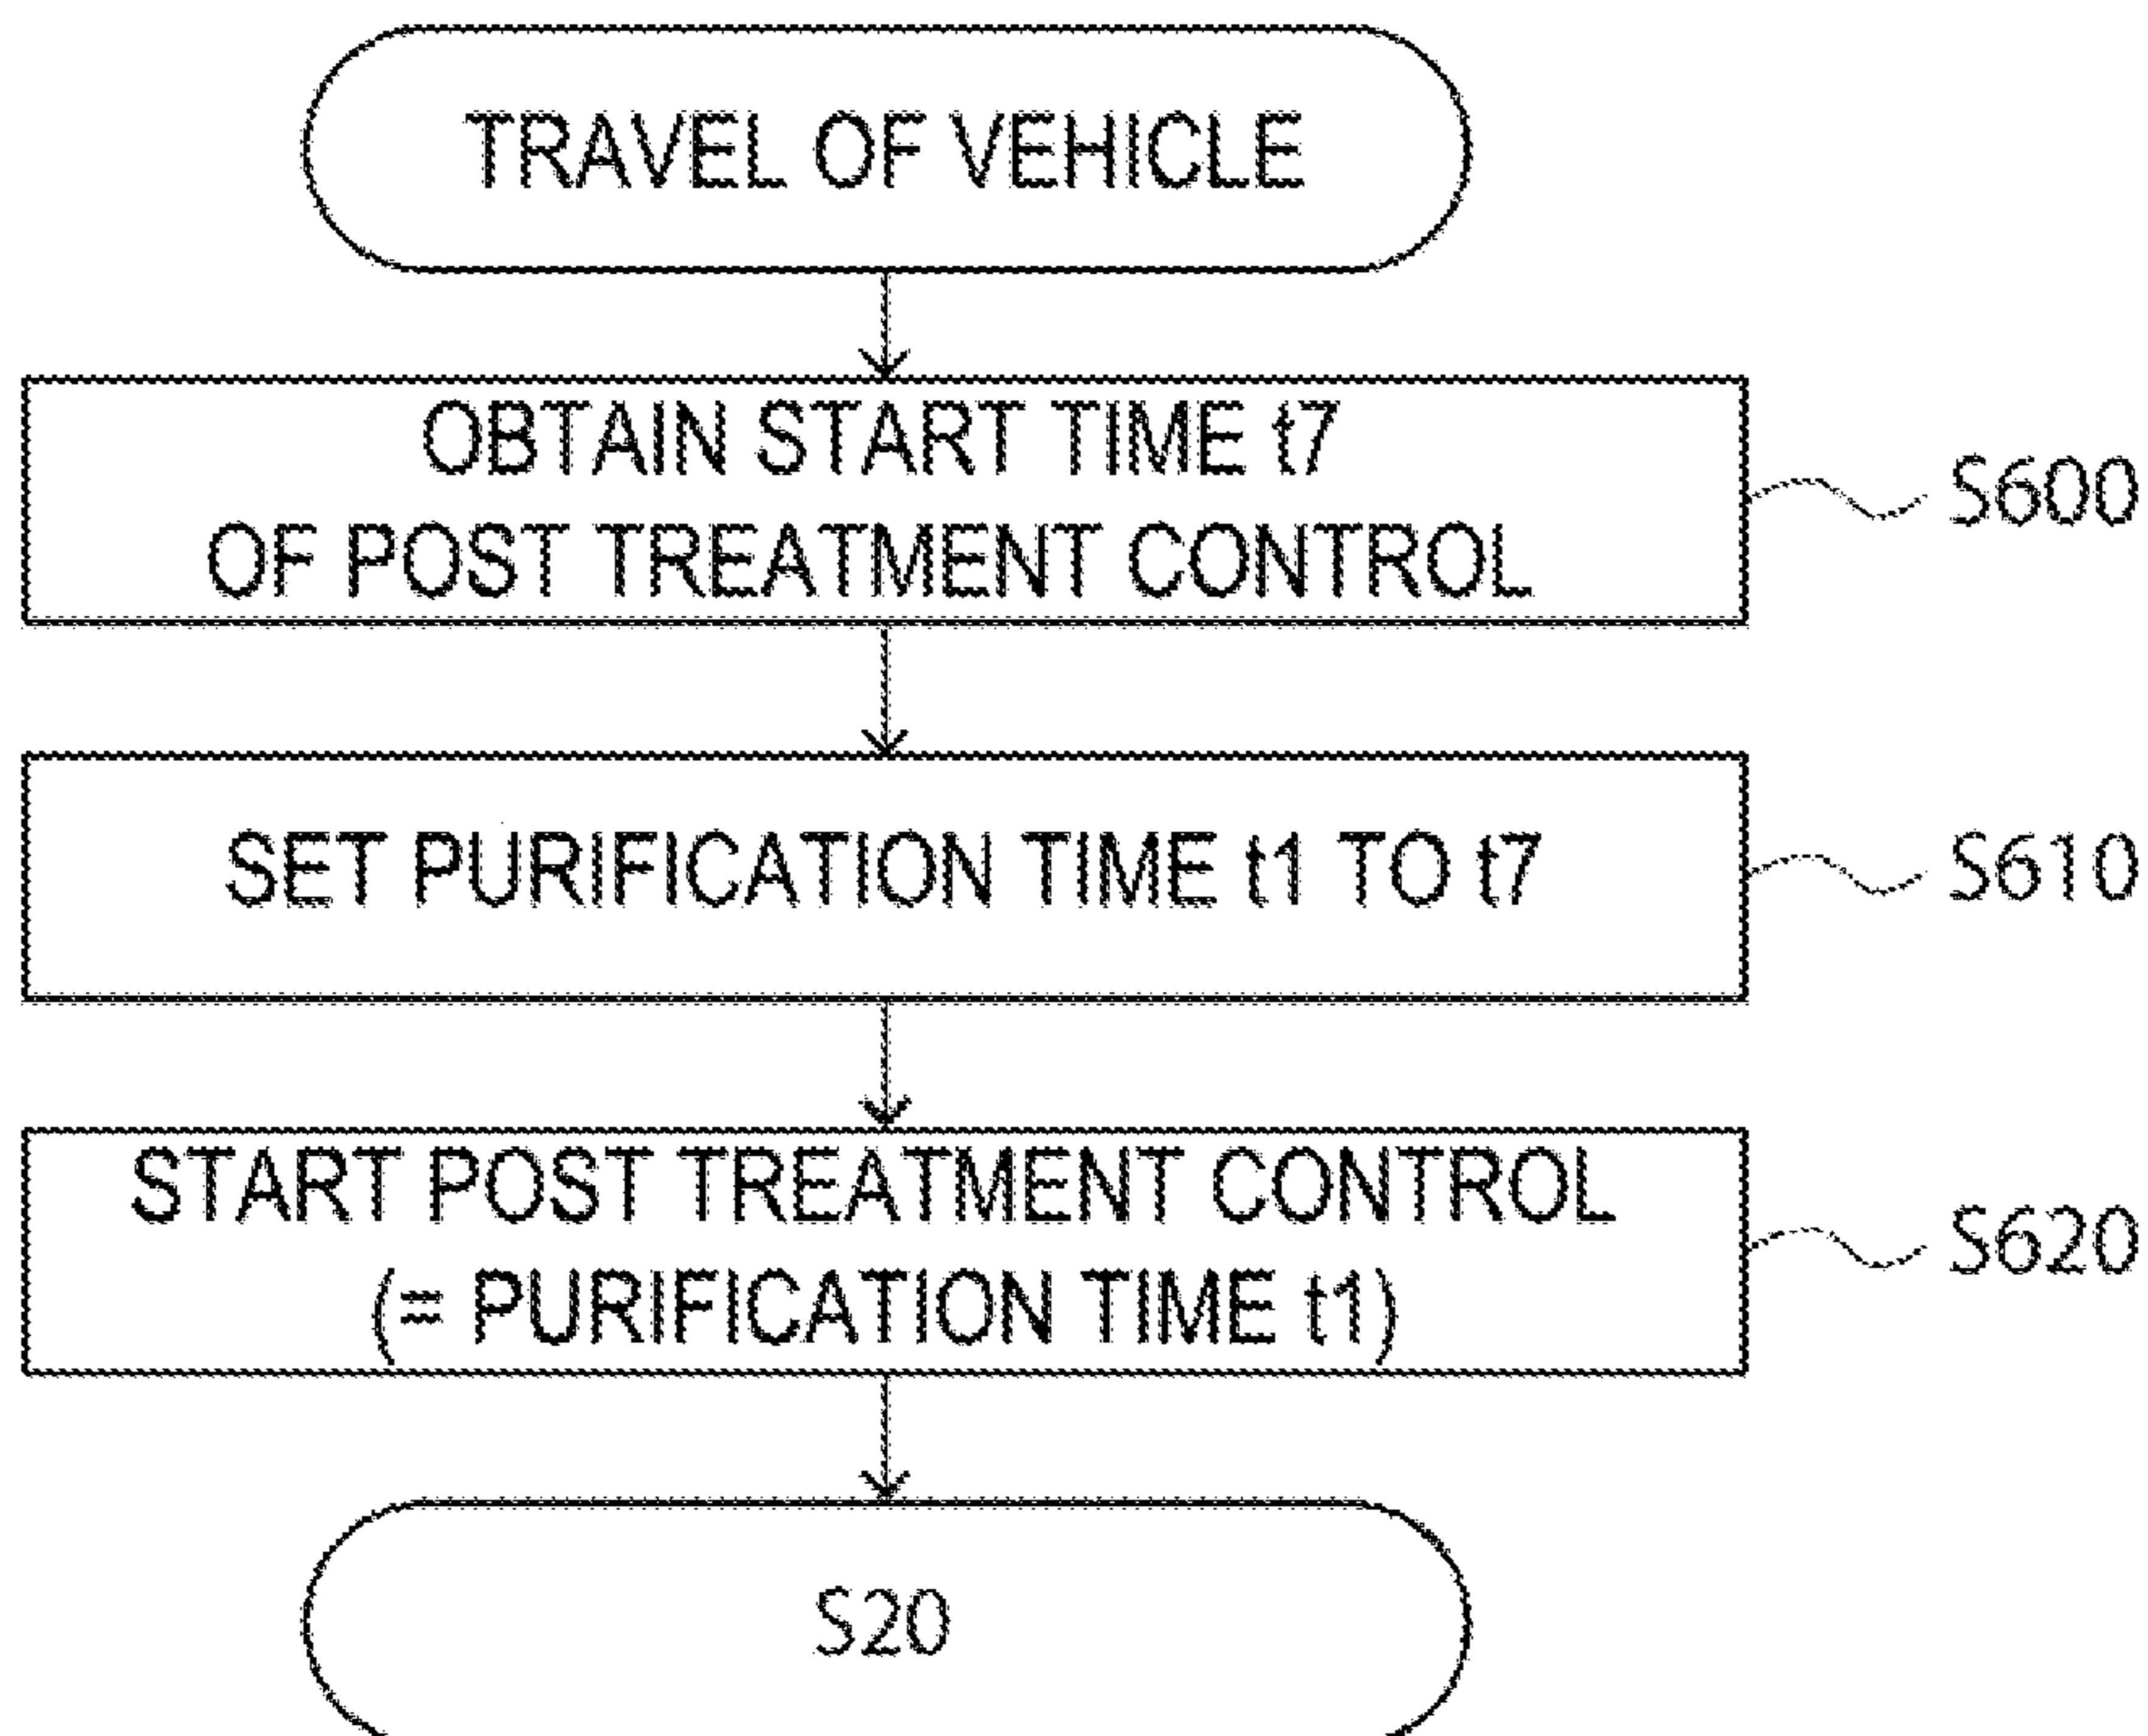 TRAVEL OF VEHICLE
OBTAIN START TIME t7
OF POST TREATMENT CONTROL
S600
SET PURIFICATION TIME t1 TO t7
S610
START POST TREATMENT CONTROL
(= PURIFICATION TIME t1)
S620
S20